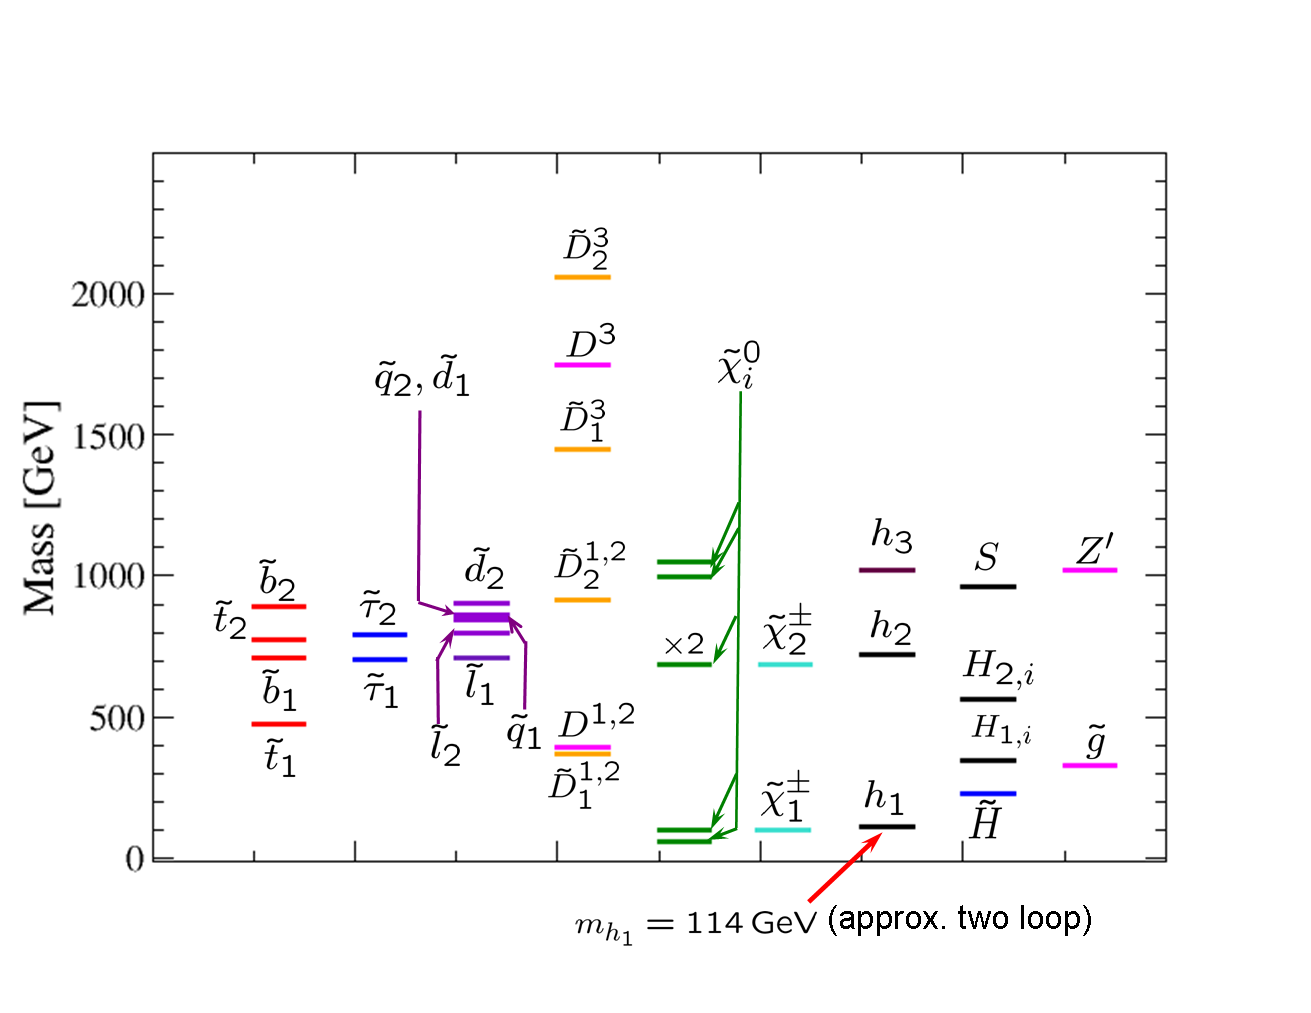 Mass [GeV]
2000
1500
1000
500
0
b̃₂
t̃₂
b̃₁
t̃₁
τ̃₂
τ̃₁
q̃₂, d̃₁
d̃₂
l̃₁
l̃₂
q̃₁
D̃³₂
D³
D̃³₁
D̃¹,²₂
D¹,²
D̃¹,²₁
χ̃⁰ᵢ
×2
χ̃±₂
χ̃±₁
h₃
h₂
h₁
S
H₂,ᵢ
H₁,ᵢ
H̃
Z′
g̃
m_h₁ = 114 GeV (approx. two loop)